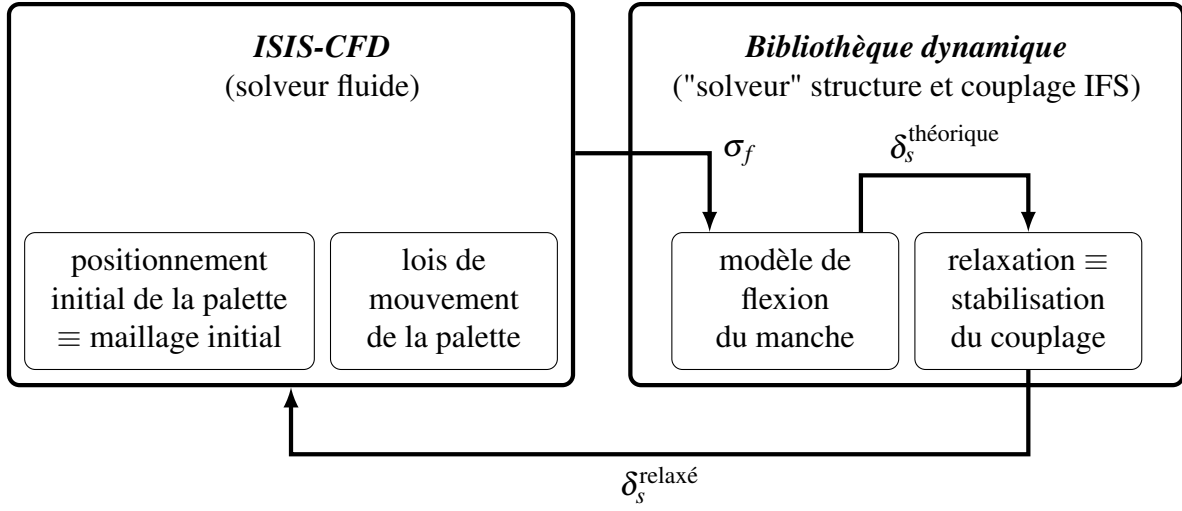 ISIS-CFD
(solveur fluide)
positionnement
initial de la palette
≡ maillage initial
lois de
mouvement
de la palette
Bibliothèque dynamique
("solveur" structure et couplage IFS)
σ_f
δ_s^théorique
modèle de
flexion
du manche
relaxation ≡
stabilisation
du couplage
δ_s^relaxé